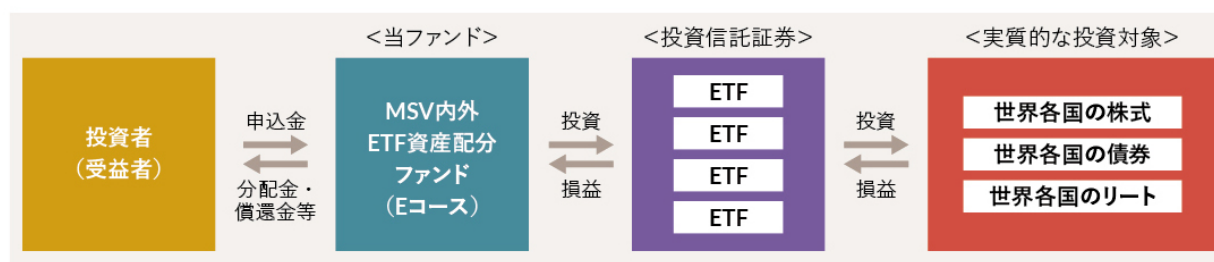 <当ファンド>
<投資信託証券>
<実質的な投資対象>
投資者
（受益者）
申込金
分配金・
償還金等
MSV内外
ETF資産配分
ファンド
（Eコース）
投資
損益
ETF
ETF
ETF
ETF
投資
損益
世界各国の株式
世界各国の債券
世界各国のリート